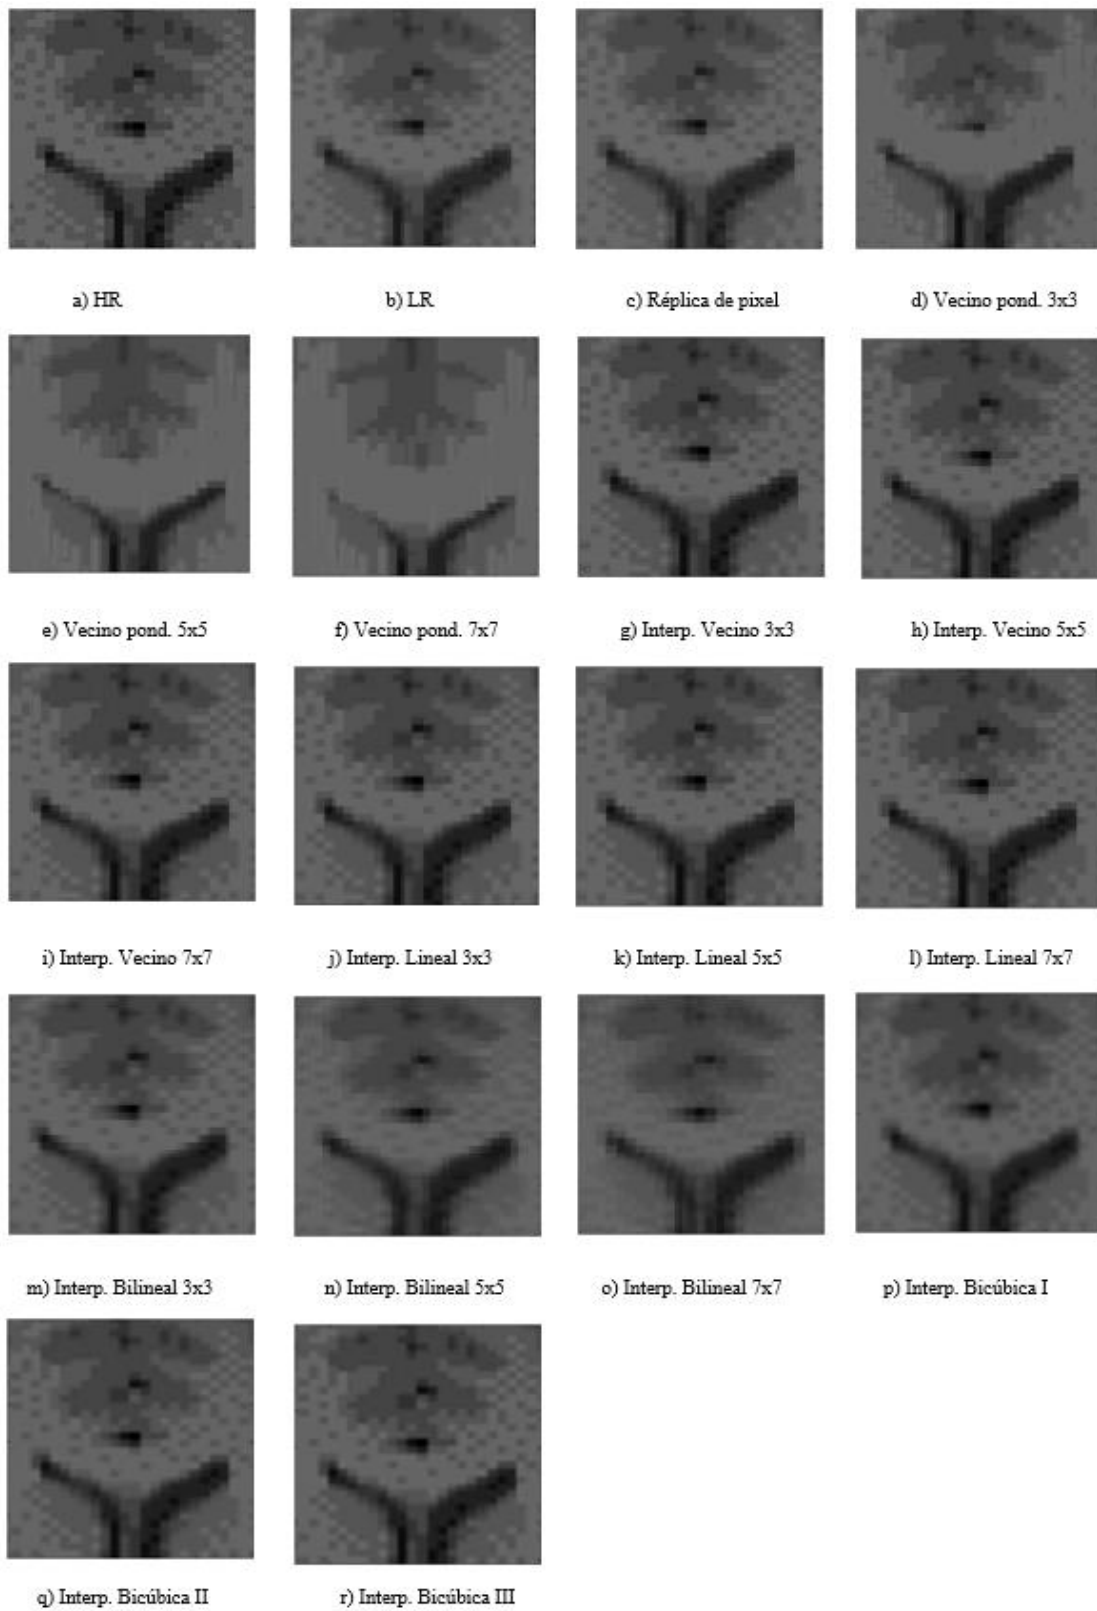 a) HR
b) LR
c) Réplica de pixel
d) Vecino pond. 3x3
e) Vecino pond. 5x5
f) Vecino pond. 7x7
g) Interp. Vecino 3x3
h) Interp. Vecino 5x5
i) Interp. Vecino 7x7
j) Interp. Lineal 3x3
k) Interp. Lineal 5x5
l) Interp. Lineal 7x7
m) Interp. Bilineal 3x3
n) Interp. Bilineal 5x5
o) Interp. Bilineal 7x7
p) Interp. Bicúbica I
q) Interp. Bicúbica II
r) Interp. Bicúbica III